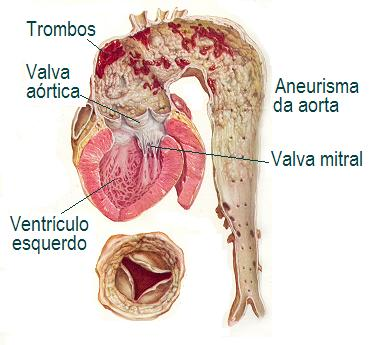 Trombos
Valva
aórtica
Aneurisma
da aorta
Valva mitral
Ventrículo
esquerdo